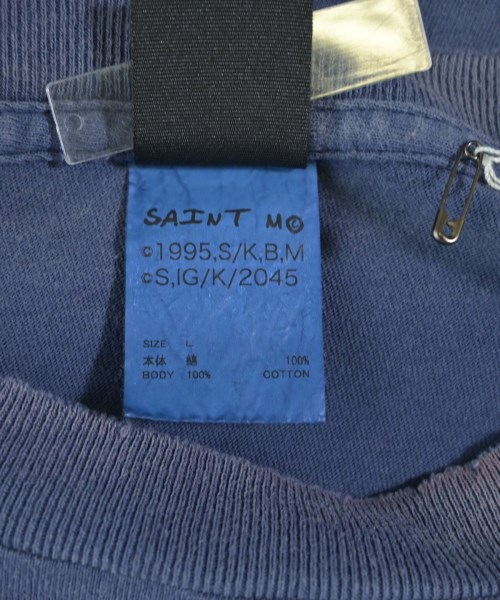 SAINT M©
©1995,S/K,B,M
©S,IG/K/2045
SIZE L
本体 綿 100%
BODY 100% COTTON